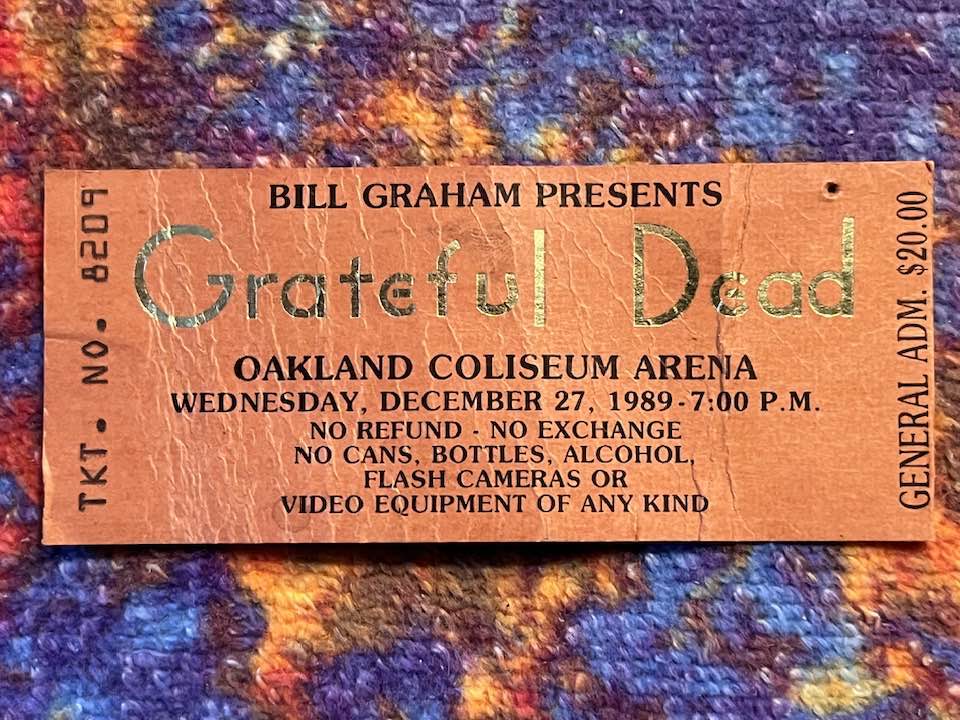 TKT. NO. 8209
BILL GRAHAM PRESENTS
Grateful Dead
OAKLAND COLISEUM ARENA
WEDNESDAY, DECEMBER 27, 1989 - 7:00 P.M.
NO REFUND - NO EXCHANGE
NO CANS, BOTTLES, ALCOHOL,
FLASH CAMERAS OR
VIDEO EQUIPMENT OF ANY KIND
GENERAL ADM. $20.00